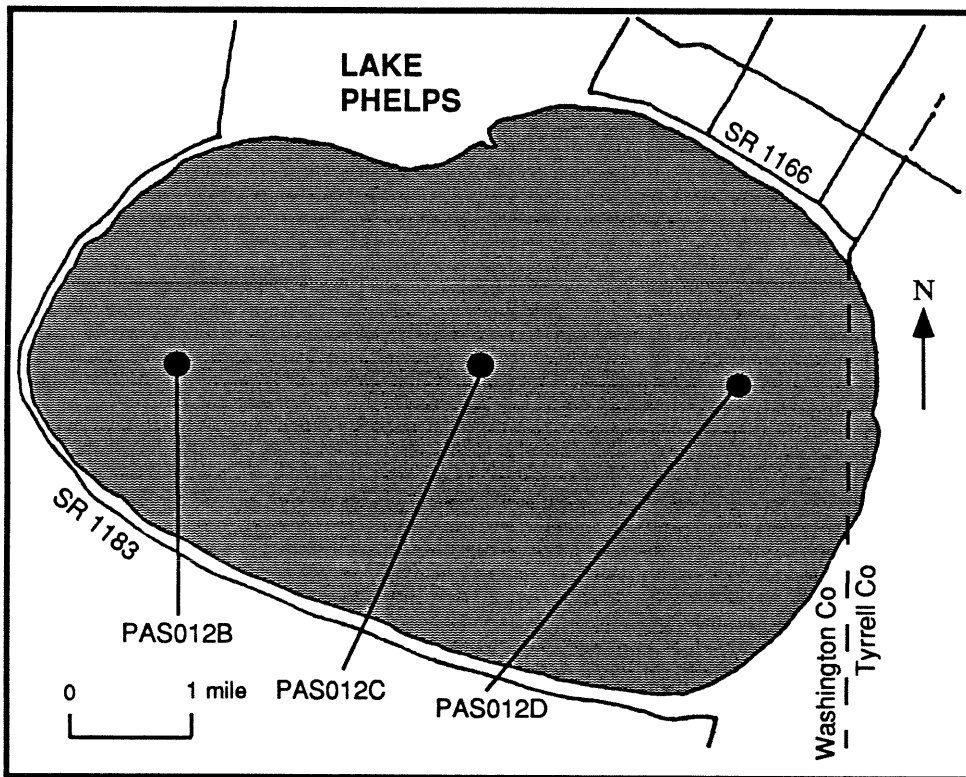 LAKE
PHELPS
SR 1166
N
SR 1183
PAS012B
PAS012C
PAS012D
0
1 mile
Washington Co
Tyrrell Co